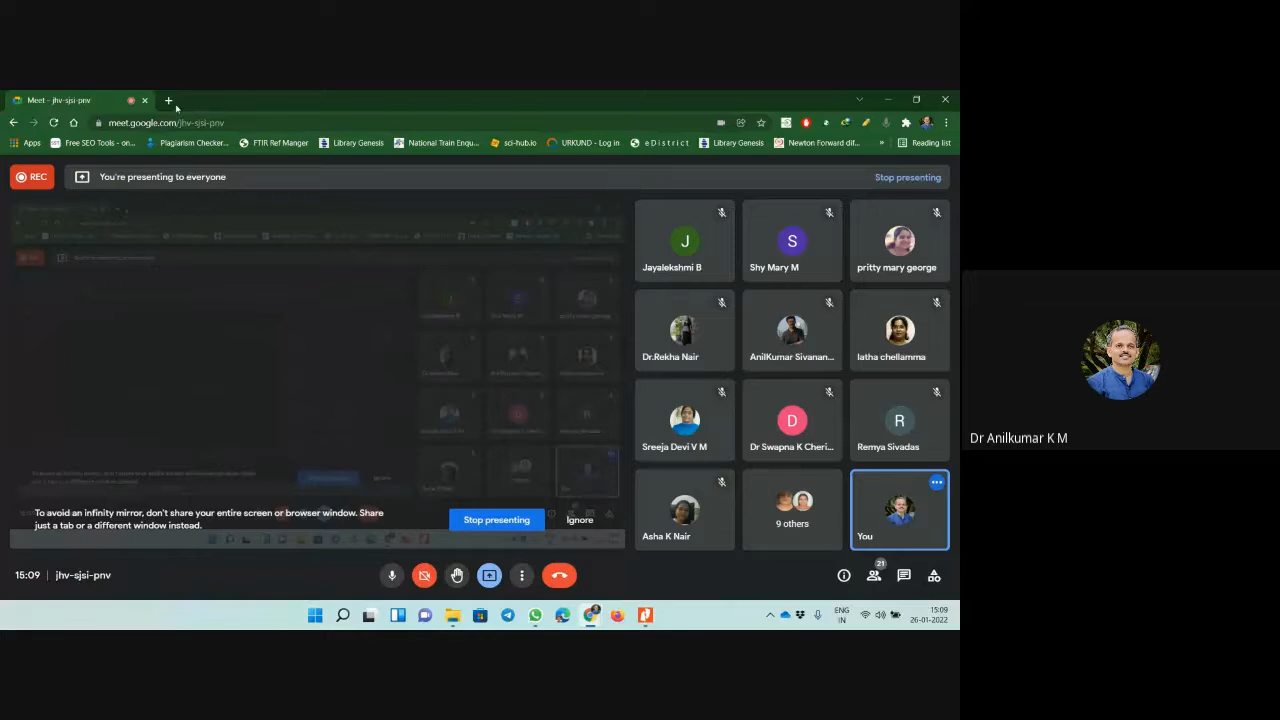 Meet - jhv-sjsi-pnv
meet.google.com/jhv-sjsi-pnv
Apps
Free SEO Tools - on...
Plagiarism Checker...
FTIR Ref Manger
Library Genesis
National Train Enqu...
sci-hub.io
URKUND - Log in
e D i s t r i c t
Library Genesis
Newton Forward dif...
»
Reading list
REC
You're presenting to everyone
Stop presenting
J
Jayalekshmi B
S
Shy Mary M
pritty mary george
Dr.Rekha Nair
AnilKumar Sivanan...
latha chellamma
Sreeja Devi V M
D
Dr Swapna K Cheri...
R
Remya Sivadas
Asha K Nair
9 others
You
To avoid an infinity mirror, don't share your entire screen or browser window. Share
just a tab or a different window instead.
Stop presenting
Ignore
15:09 | jhv-sjsi-pnv
21
ENG
IN
15:09
26-01-2022
Dr Anilkumar K M